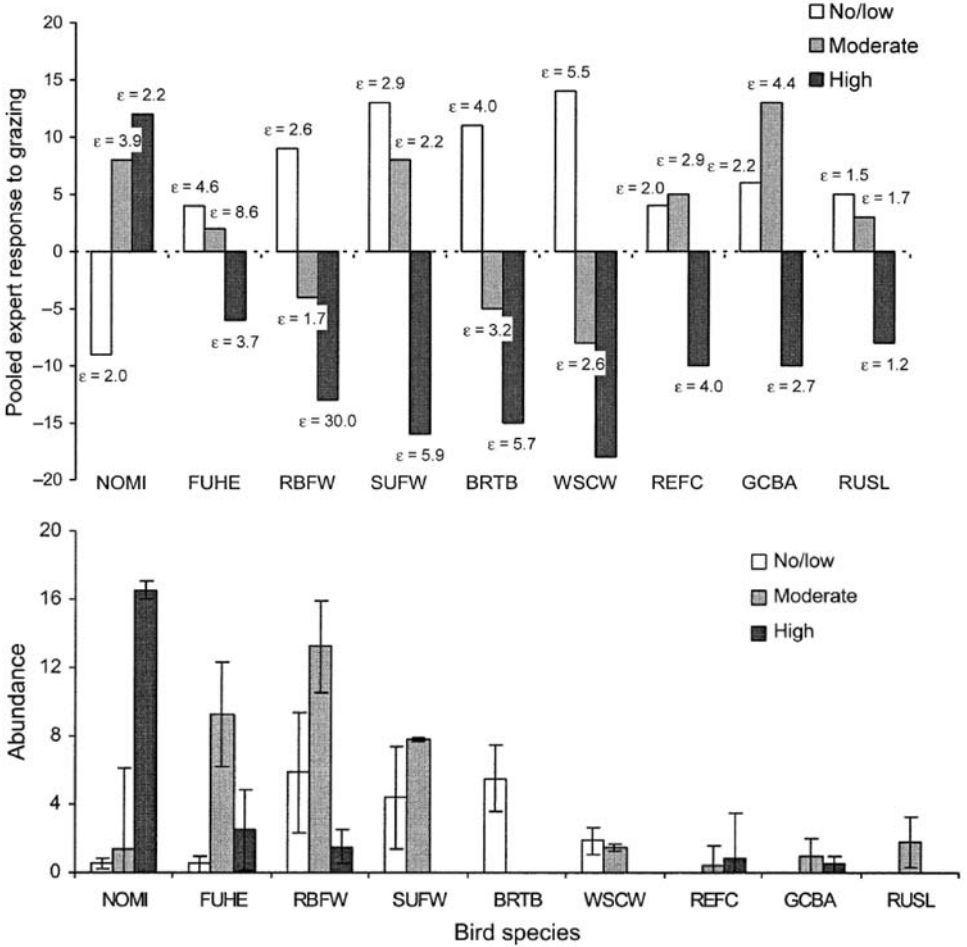 Pooled expert response to grazing
20
15
10
5
0
−5
−10
−15
−20
No/low
Moderate
High
ε = 2.0
ε = 3.9
ε = 2.2
ε = 4.6
ε = 8.6
ε = 3.7
ε = 2.6
ε = 1.7
ε = 30.0
ε = 2.9
ε = 2.2
ε = 5.9
ε = 4.0
ε = 3.2
ε = 5.7
ε = 5.5
ε = 2.6
ε = 2.0
ε = 2.9
ε = 4.0
ε = 2.2
ε = 4.4
ε = 2.7
ε = 1.5
ε = 1.7
ε = 1.2
NOMI FUHE RBFW SUFW BRTB WSCW REFC GCBA RUSL
Abundance
20
16
12
8
4
0
No/low
Moderate
High
NOMI FUHE RBFW SUFW BRTB WSCW REFC GCBA RUSL
Bird species